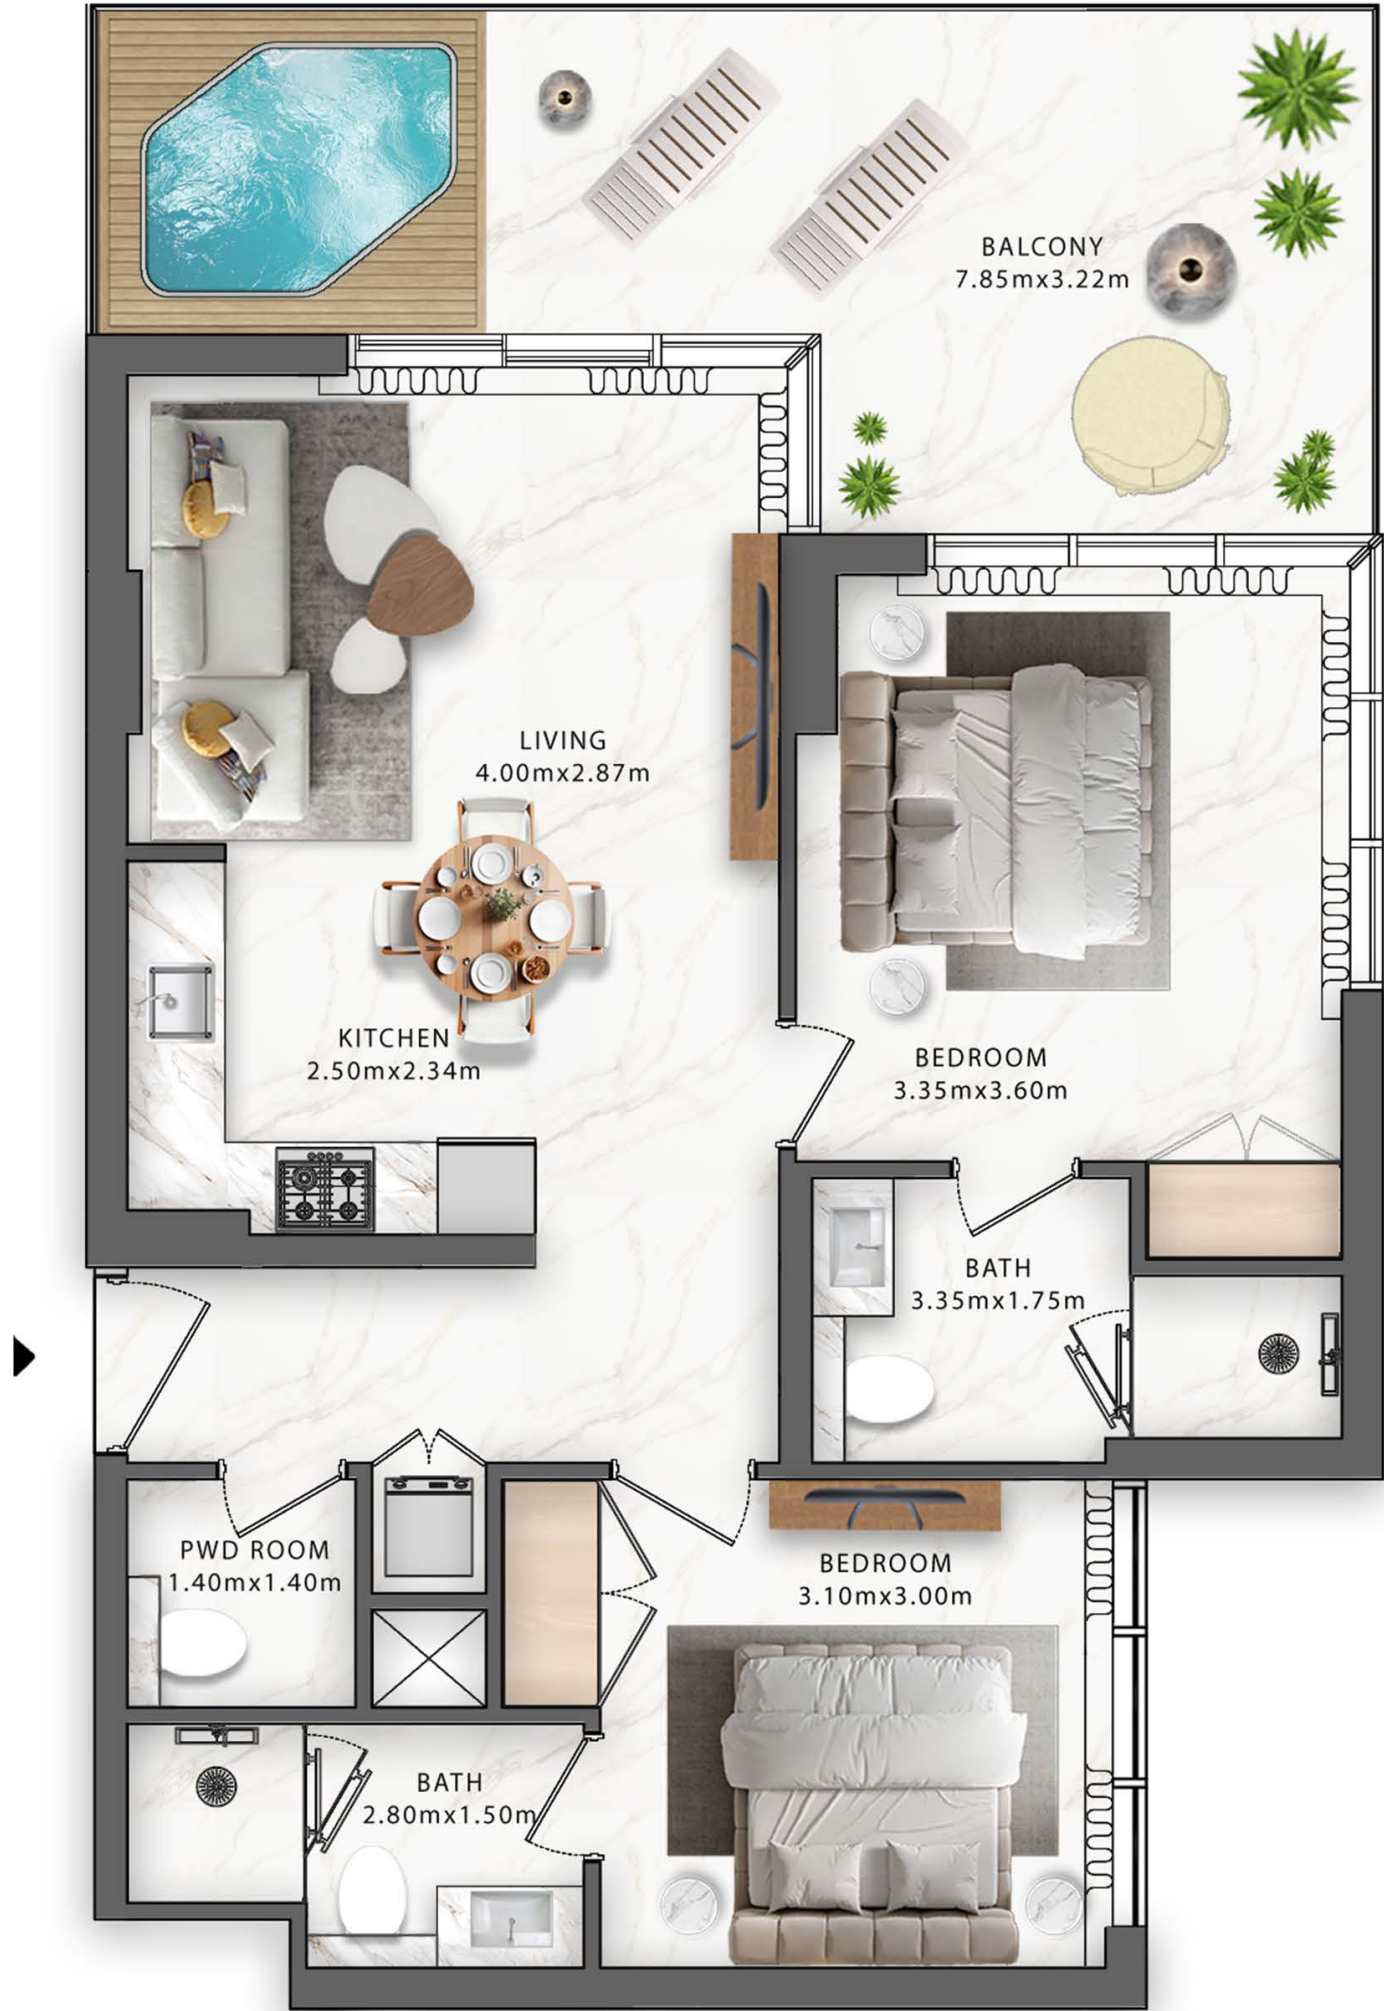 BALCONY
7.85mx3.22m
LIVING
4.00mx2.87m
KITCHEN
2.50mx2.34m
BEDROOM
3.35mx3.60m
BATH
3.35mx1.75m
PWD ROOM
1.40mx1.40m
BEDROOM
3.10mx3.00m
BATH
2.80mx1.50m